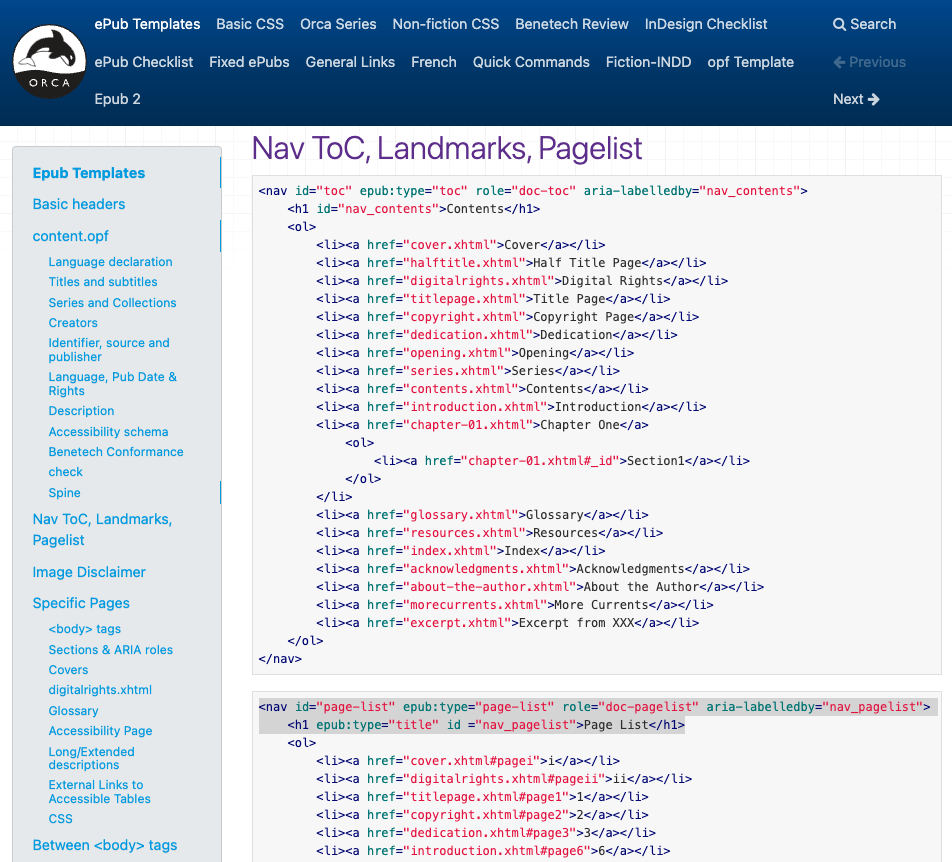 ePub Templates Basic CSS Orca Series Non-fiction CSS Benetech Review InDesign Checklist Search
ePub Checklist Fixed ePubs General Links French Quick Commands Fiction-INDD opf Template Previous
Epub 2 Next
ORCA
Epub Templates
Basic headers
content.opf
Language declaration
Titles and subtitles
Series and Collections
Creators
Identifier, source and
publisher
Language, Pub Date &
Rights
Description
Accessibility schema
Benetech Conformance
check
Spine
Nav ToC, Landmarks,
Pagelist
Image Disclaimer
Specific Pages
<body> tags
Sections & ARIA roles
Covers
digitalrights.xhtml
Glossary
Accessibility Page
Long/Extended
descriptions
External Links to
Accessible Tables
CSS
Between <body> tags
Nav ToC, Landmarks, Pagelist
<nav id="toc" epub:type="toc" role="doc-toc" aria-labelledby="nav_contents">
<h1 id="nav_contents">Contents</h1>
<ol>
<li><a href="cover.xhtml">Cover</a></li>
<li><a href="halftitle.xhtml">Half Title Page</a></li>
<li><a href="digitalrights.xhtml">Digital Rights</a></li>
<li><a href="titlepage.xhtml">Title Page</a></li>
<li><a href="copyright.xhtml">Copyright Page</a></li>
<li><a href="dedication.xhtml">Dedication</a></li>
<li><a href="opening.xhtml">Opening</a></li>
<li><a href="series.xhtml">Series</a></li>
<li><a href="contents.xhtml">Contents</a></li>
<li><a href="introduction.xhtml">Introduction</a></li>
<li><a href="chapter-01.xhtml">Chapter One</a>
<ol>
<li><a href="chapter-01.xhtml#_id">Section1</a></li>
</ol>
</li>
<li><a href="glossary.xhtml">Glossary</a></li>
<li><a href="resources.xhtml">Resources</a></li>
<li><a href="index.xhtml">Index</a></li>
<li><a href="acknowledgments.xhtml">Acknowledgments</a></li>
<li><a href="about-the-author.xhtml">About the Author</a></li>
<li><a href="morecurrents.xhtml">More Currents</a></li>
<li><a href="excerpt.xhtml">Excerpt from XXX</a></li>
</ol>
</nav>
<nav id="page-list" epub:type="page-list" role="doc-pagelist" aria-labelledby="nav_pagelist">
<h1 epub:type="title" id ="nav_pagelist">Page List</h1>
<ol>
<li><a href="cover.xhtml#pagei">i</a></li>
<li><a href="digitalrights.xhtml#pageii">ii</a></li>
<li><a href="titlepage.xhtml#page1">1</a></li>
<li><a href="copyright.xhtml#page2">2</a></li>
<li><a href="dedication.xhtml#page3">3</a></li>
<li><a href="introduction.xhtml#page6">6</a></li>